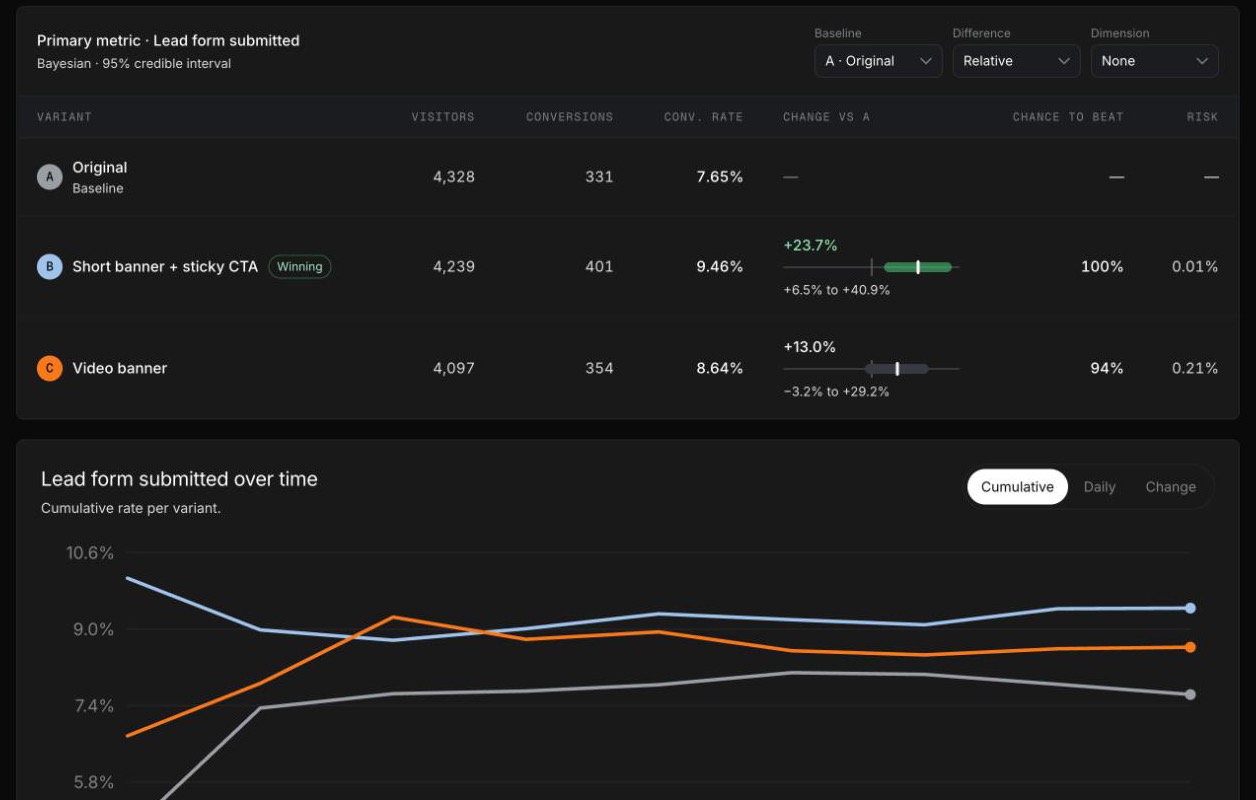 Primary metric · Lead form submitted
Bayesian · 95% credible interval
Baseline
A · Original
Difference
Relative
Dimension
None
VARIANT VISITORS CONVERSIONS CONV. RATE CHANGE VS A CHANCE TO BEAT RISK
A Original 4,328 331 7.65% — — —
Baseline
+23.7%
B Short banner + sticky CTA Winning 4,239 401 9.46% 100% 0.01%
+6.5% to +40.9%
+13.0%
C Video banner 4,097 354 8.64% 94% 0.21%
−3.2% to +29.2%
Lead form submitted over time
Cumulative rate per variant.
Cumulative Daily Change
10.6%
9.0%
7.4%
5.8%